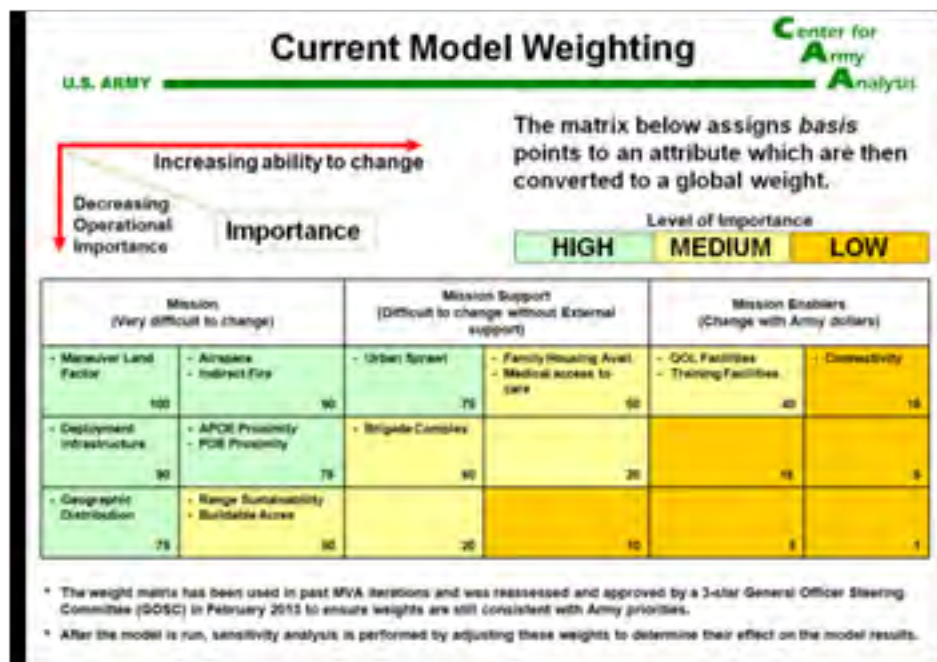 Current Model Weighting
Center for
Army
Analysis
U.S. ARMY
Increasing ability to change
Decreasing
Operational
Importance
Importance
The matrix below assigns basis
points to an attribute which are then
converted to a global weight.
Level of Importance
HIGH MEDIUM LOW
Mission
(Very difficult to change)
Mission Support
(Difficult to change without External
support)
Mission Enablers
(Change with Army dollars)
- Maneuver Land
Factor
100
- Airspace
- Indirect Fire
90
- Urban Sprawl
75
- Family Housing Avail.
- Medical access to
care
50
- QOL Facilities
- Training Facilities
40
- Connectivity
- Deployment
Infrastructure
90
- APOE Proximity
- POE Proximity
75
- Brigade Complex
20
- Geographic
Distribution
75
- Range Sustainability
- Buildable Acres
50
20
10
5
1
* The weight matrix has been used in past MVA iterations and was reassessed and approved by a 3-star General Officer Steering
Committee (GOSC) in February 2013 to ensure weights are still consistent with Army priorities.
* After the model is run, sensitivity analysis is performed by adjusting these weights to determine their effect on the model results.